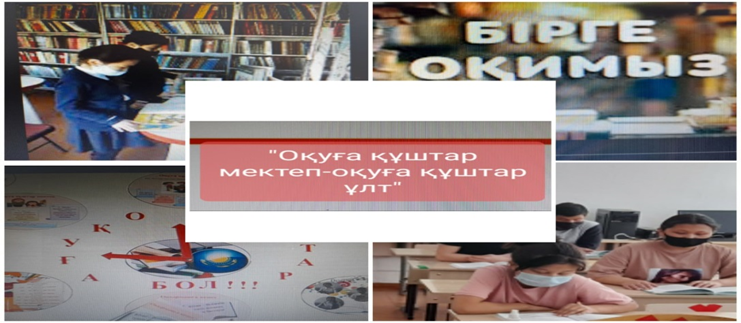 БІРГЕ
ОҚИМЫЗ
"Оқуға құштар
мектеп-оқуға құштар
ұлт"
О
Қ
У
Ғ
А
БОЛ!!!
Т
А
Р